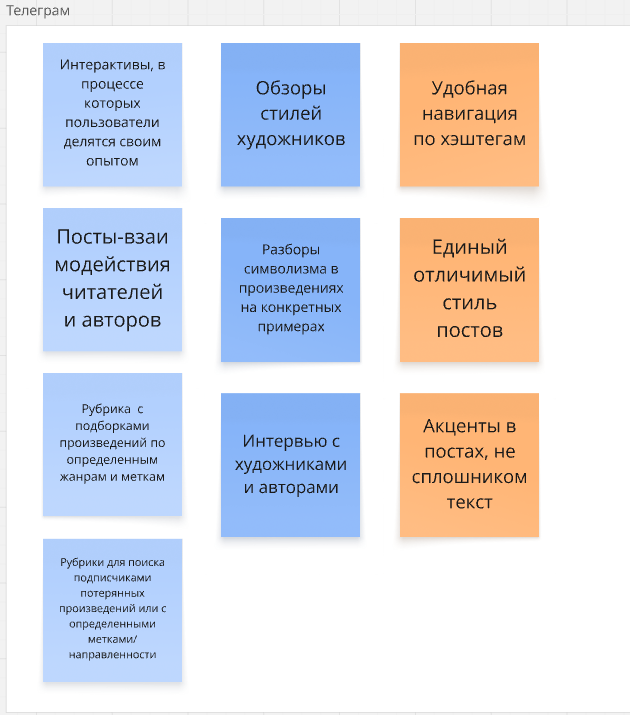 Телеграм
Интерактивы, в
процессе
которых
пользователи
делятся своим
опытом
Посты-взаи
модействия
читателей
и авторов
Рубрика с
подборками
произведений по
определенным
жанрам и меткам
Рубрики для поиска
подписчиками
потерянных
произведений или с
определенными
метками/
направленности
Обзоры
стилей
художников
Разборы
символизма в
произведениях
на конкретных
примерах
Интервью с
художниками
и авторами
Удобная
навигация
по хэштегам
Единый
отличимый
стиль
постов
Акценты в
постах, не
сплошником
текст